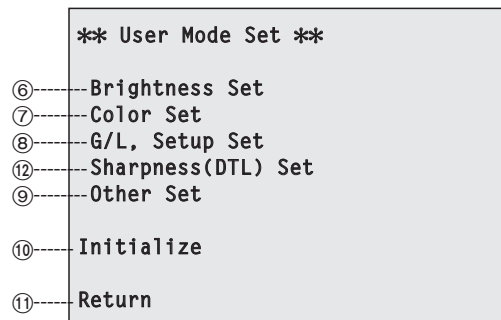 ** User Mode Set **
⑥------Brightness Set
⑦------Color Set
⑧------G/L, Setup Set
⑫------Sharpness(DTL) Set
⑨------Other Set
⑩-----Initialize
⑪-----Return